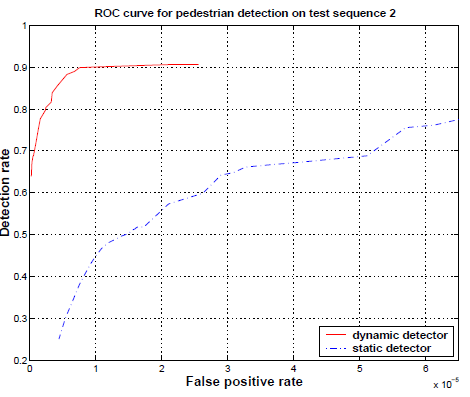 ROC curve for pedestrian detection on test sequence 2
1
0.9
0.8
0.7
0.6
0.5
0.4
0.3
0.2
Detection rate
0 1 2 3 4 5 6
x 10⁻⁵
False positive rate
dynamic detector
static detector